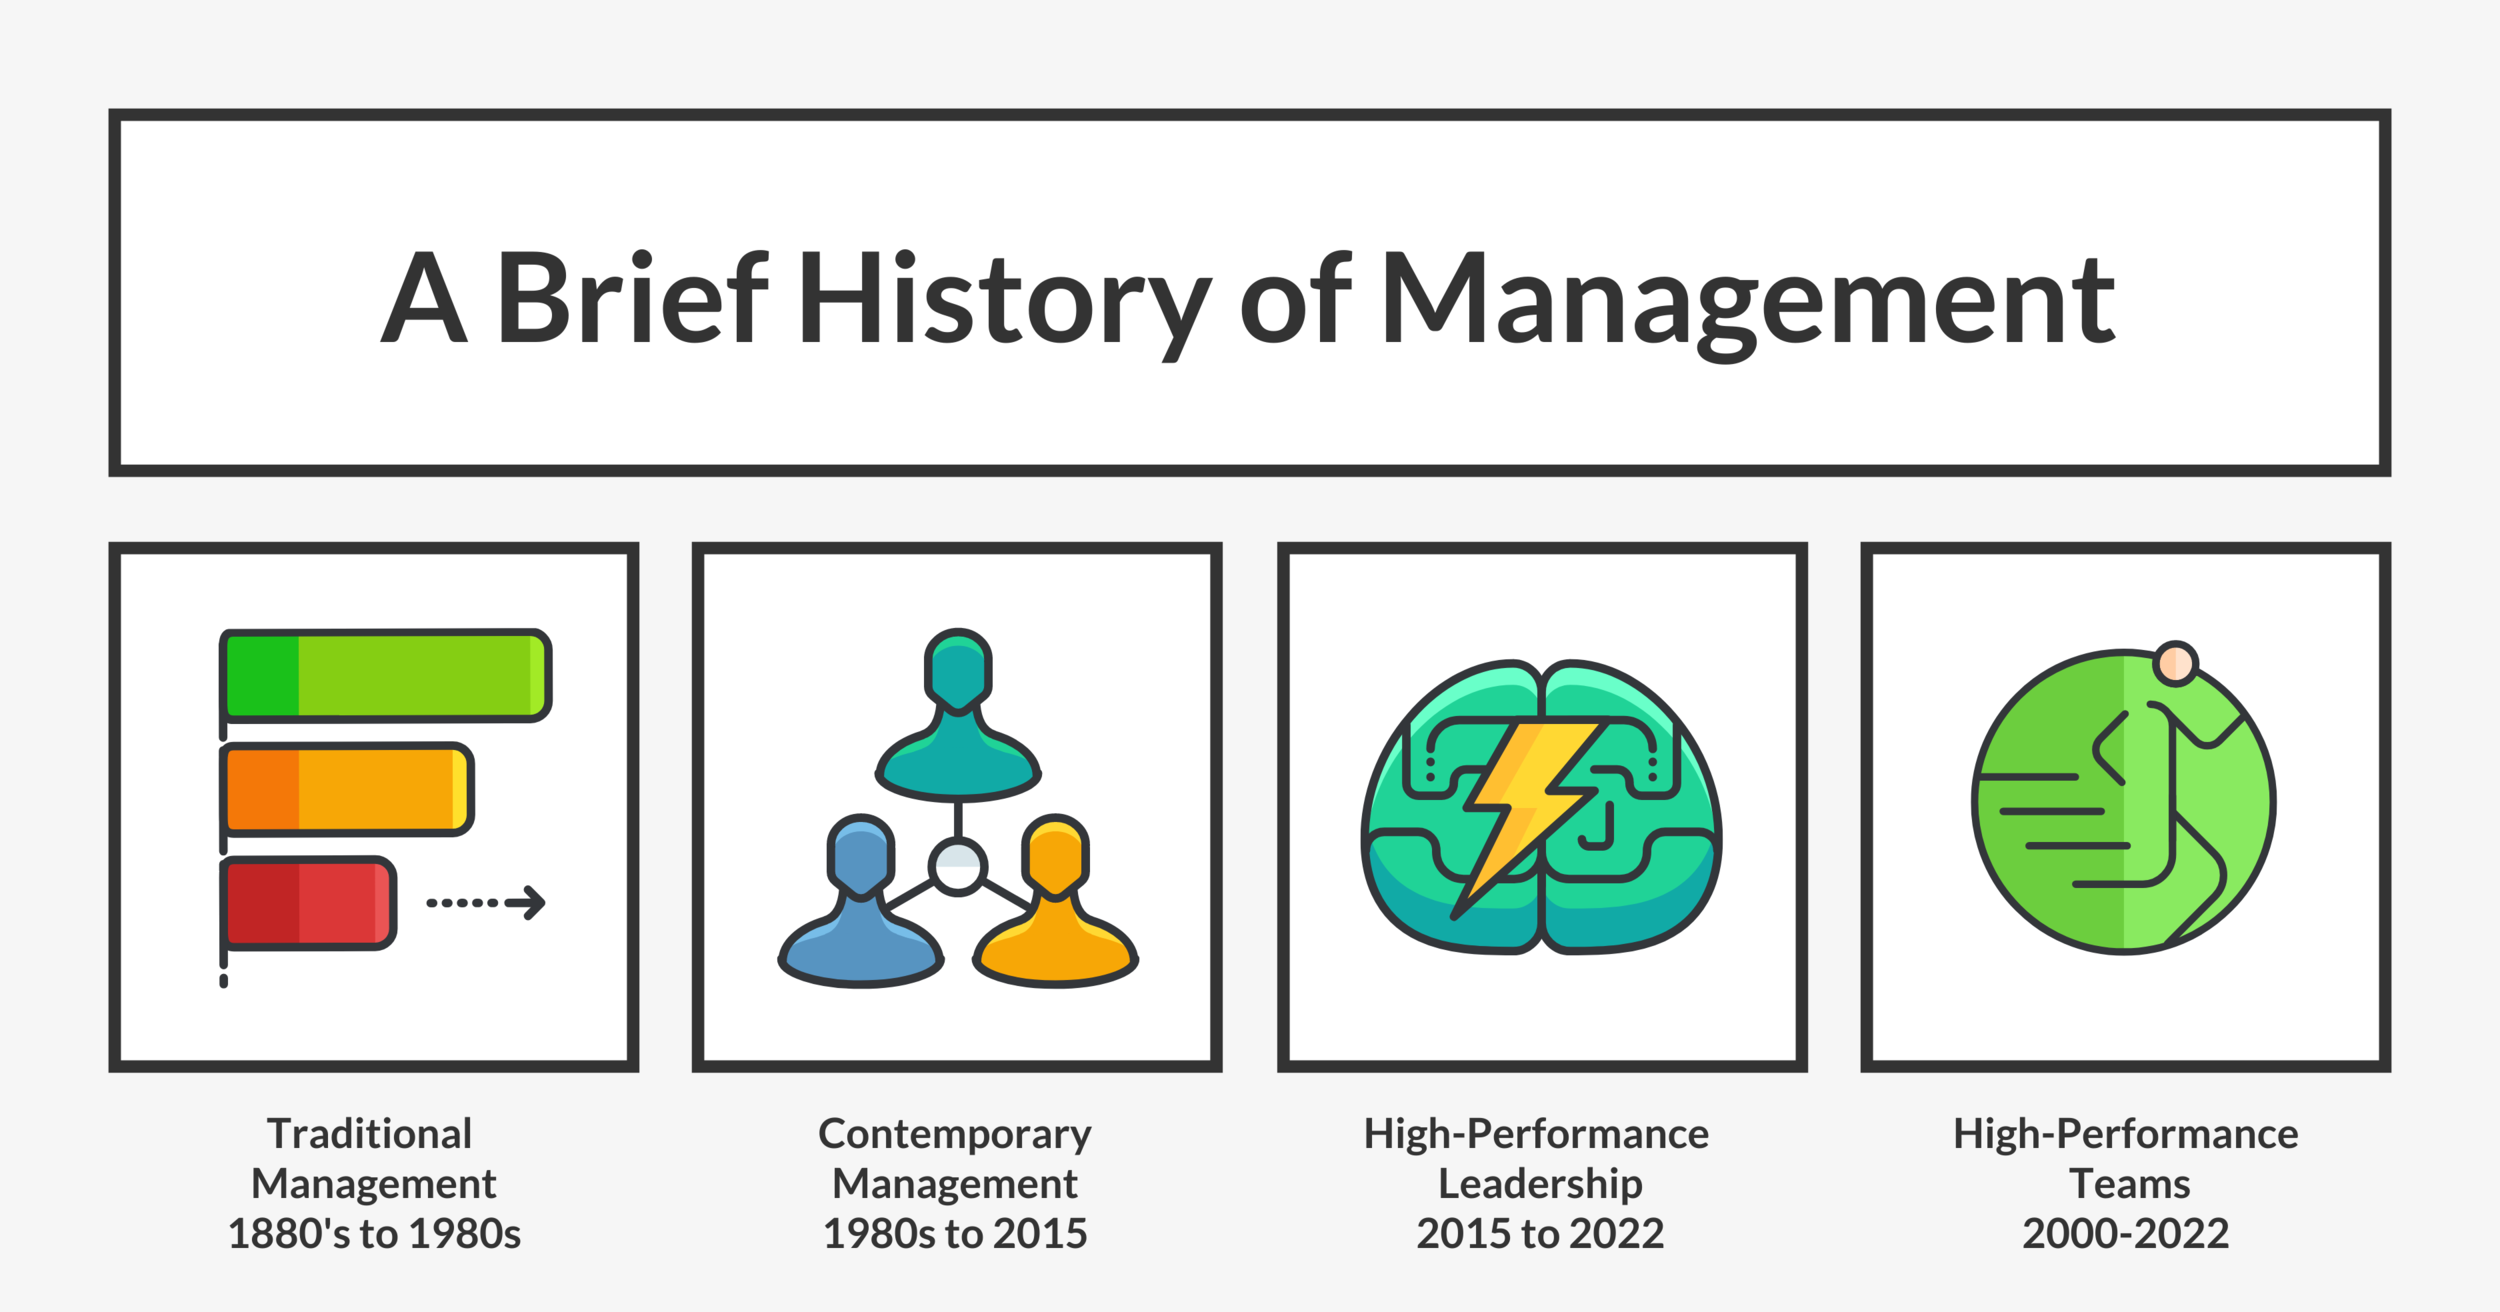 A Brief History of Management
Traditional
Management
1880's to 1980s
Contemporary
Management
1980s to 2015
High-Performance
Leadership
2015 to 2022
High-Performance
Teams
2000-2022